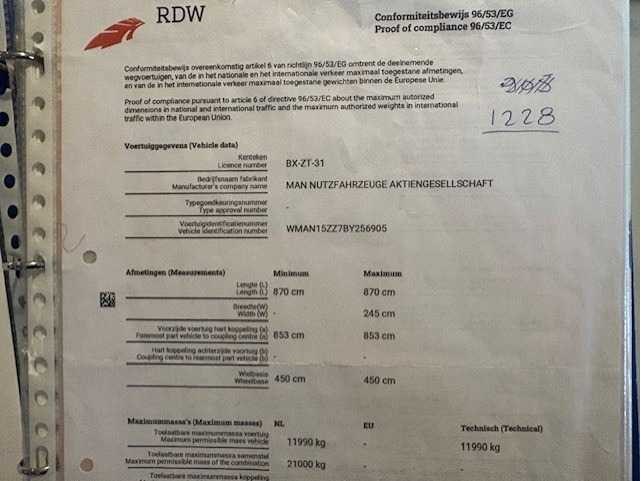 RDW
Conformiteitsbewijs 96/53/EG
Proof of compliance 96/53/EC
Conformiteitsbewijs overeenkomstig artikel 6 van richtlijn 96/53/EG omtrent de deelnemende
wegvoertuigen, van de in het nationale en het internationale verkeer maximaal toegestane afmetingen,
en van de in het internationale verkeer maximaal toegestane gewichten binnen de Europese Unie.
Proof of compliance pursuant to article 6 of directive 96/53/EC about the maximum autorized
dimensions in national and international traffic and the maximum authorized weights in international
traffic within the European Union.
1228
Voertuiggegevens (Vehicle data)
Kenteken
Licence number BX-ZT-31
Bedrijfsnaam fabrikant
Manufacturer's company name MAN NUTZFAHRZEUGE AKTIENGESELLSCHAFT
Typegoedkeuringsnummer
Type approval number -
Voertuigidentificatienummer
Vehicle identification number WMAN15ZZ7BY256905
Afmetingen (Measurements) Minimum Maximum
Lengte (L)
Length (L) 870 cm 870 cm
Breedte(W)
Width (W) - 245 cm
Voorzijde voertuig hart koppeling (a)
Foremost part vehicle to coupling centre (a) 853 cm 853 cm
Hart koppeling achterzijde voertuig (b)
Coupling centre to rearmost part vehicle (b) - -
Wielbasis
Wheelbase 450 cm 450 cm
Maximummassa's (Maximum masses) NL EU Technisch (Technical)
Toelaatbare maximummassa voertuig
Maximum permissible mass vehicle 11990 kg - 11990 kg
Toelaatbare maximummassa samenstel
Maximum permissible mass of the combination 21000 kg -
Toelaatbare maximummassa koppeling